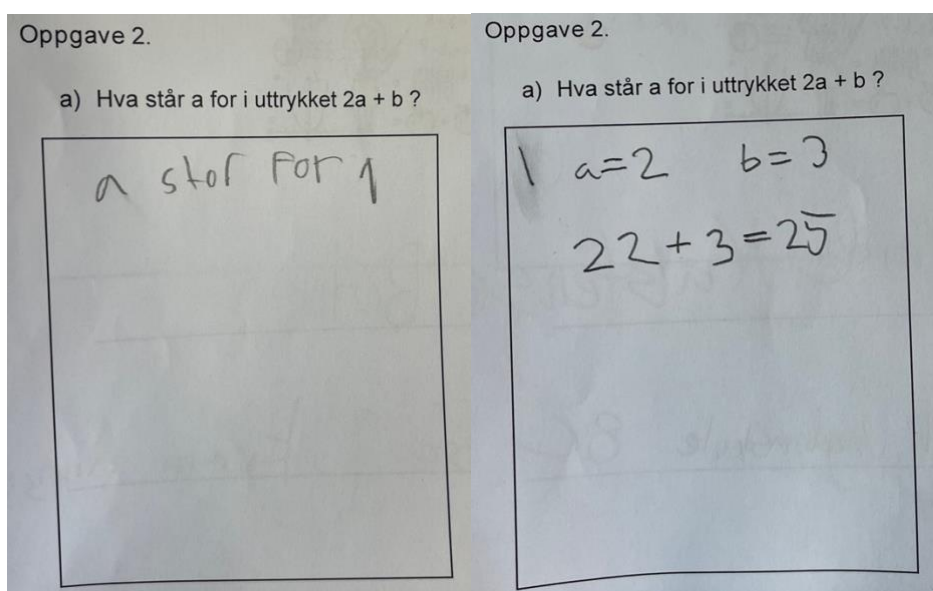 Oppgave 2.
a) Hva står a for i uttrykket 2a + b ?
a stor For 1
Oppgave 2.
a) Hva står a for i uttrykket 2a + b ?
a=2 b=3
22+3=25